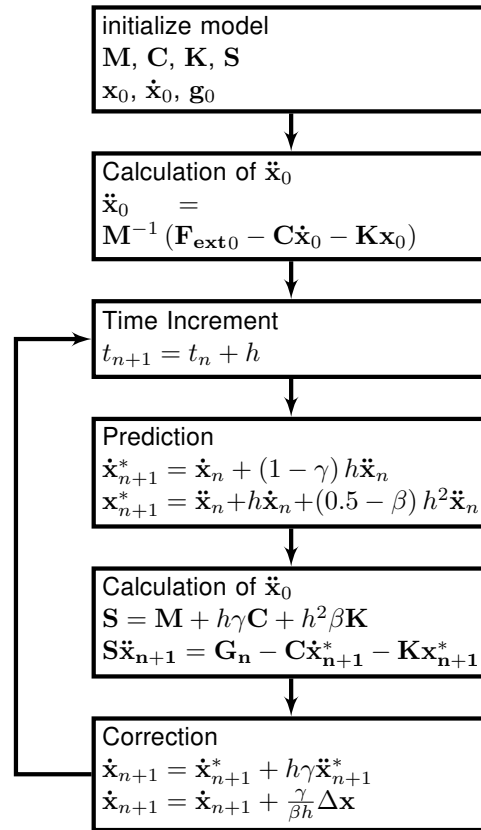 initialize model
M, C, K, S
x₀, ẋ₀, g₀
Calculation of ẍ₀
ẍ₀ =
M⁻¹ (F_ext0 − Cẋ₀ − Kx₀)
Time Increment
tₙ₊₁ = tₙ + h
Prediction
ẋ*ₙ₊₁ = ẋₙ + (1 − γ) hẍₙ
x*ₙ₊₁ = ẍₙ+hẋₙ+(0.5 − β) h²ẍₙ
Calculation of ẍ₀
S = M + hγC + h²βK
Sẍₙ₊₁ = Gₙ − Cẋ*ₙ₊₁ − Kx*ₙ₊₁
Correction
ẋₙ₊₁ = ẋ*ₙ₊₁ + hγẍ*ₙ₊₁
ẋₙ₊₁ = ẋₙ₊₁ + γ/βh Δx